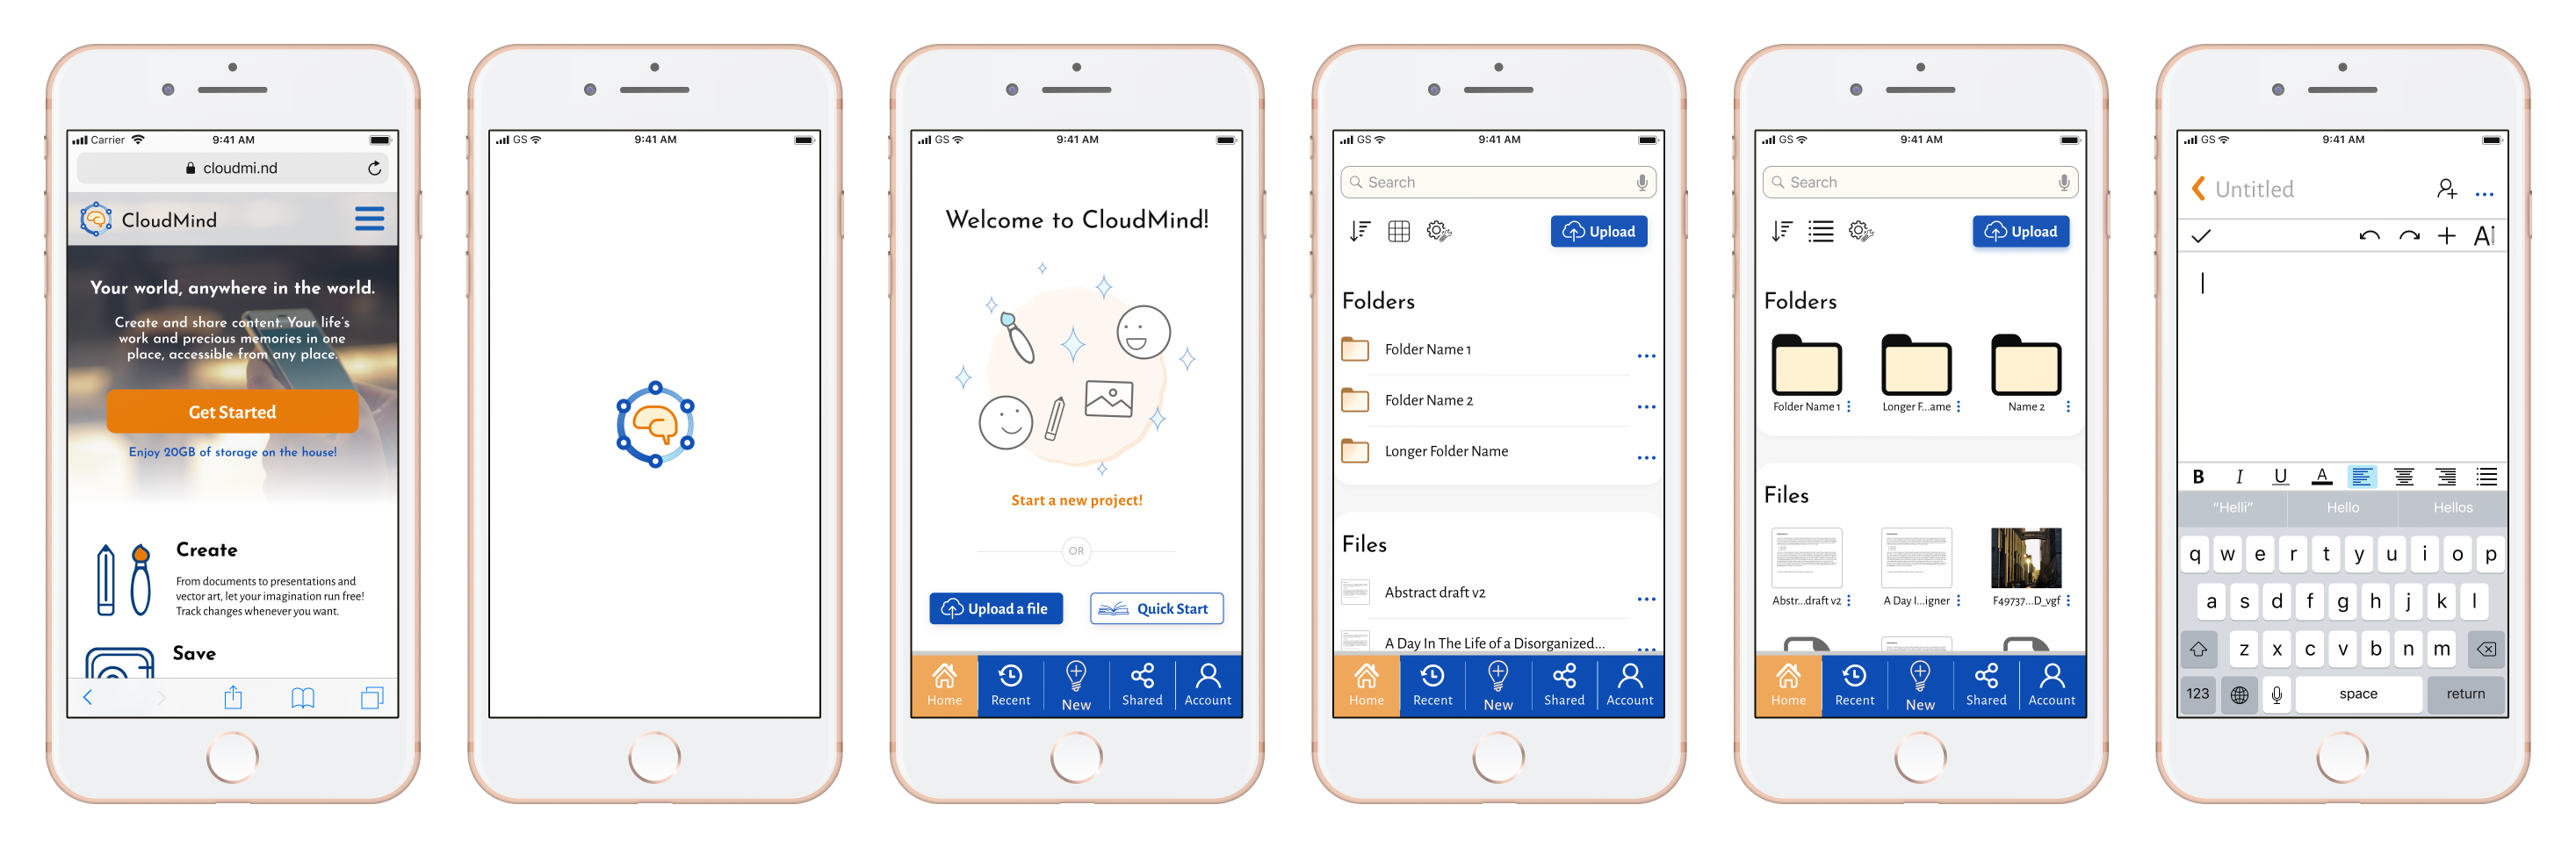 Carrier
9:41 AM
cloudmi.nd
CloudMind
Your world, anywhere in the world.
Create and share content. Your life's
work and precious memories in one
place, accessible from any place.
Get Started
Enjoy 20GB of storage on the house!
Create
From documents to presentations and
vector art, let your imagination run free!
Track changes whenever you want.
Save
GS
9:41 AM
GS
9:41 AM
Welcome to CloudMind!
Start a new project!
OR
Upload a file
Quick Start
Home
Recent
New
Shared
Account
GS
9:41 AM
Search
Upload
Folders
Folder Name 1
Folder Name 2
Longer Folder Name
Files
Abstract draft v2
A Day In The Life of a Disorganized...
Home
Recent
New
Shared
Account
GS
9:41 AM
Search
Upload
Folders
Folder Name 1
Longer F...ame
Name 2
Files
Abstr...draft v2
A Day I...igner
F49737...D_vgf
Home
Recent
New
Shared
Account
GS
9:41 AM
Untitled
A
B I U A
"Helli" Hello Hellos
q w e r t y u i o p
a s d f g h j k l
z x c v b n m
123 space return